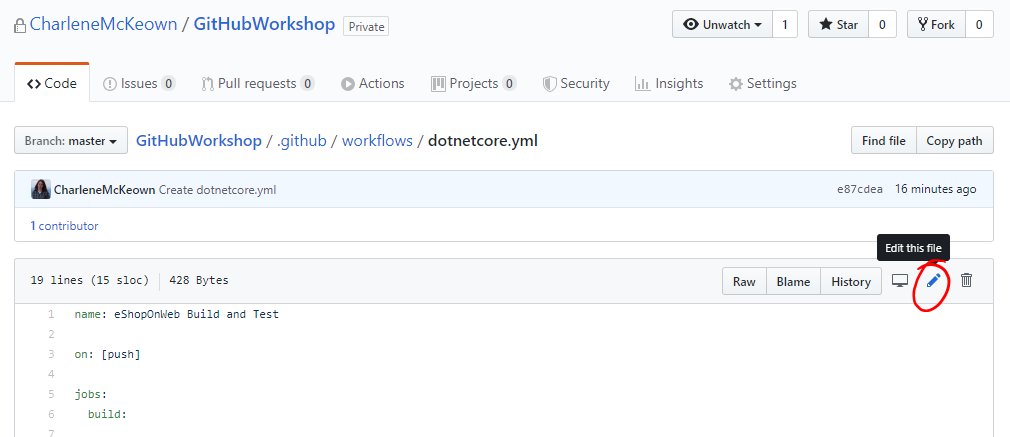 CharleneMcKeown / GitHubWorkshop Private Unwatch 1 Star 0 Fork 0
Code Issues 0 Pull requests 0 Actions Projects 0 Security Insights Settings
Branch: master GitHubWorkshop / .github / workflows / dotnetcore.yml Find file Copy path
CharleneMcKeown Create dotnetcore.yml e87cdea 16 minutes ago
1 contributor
Edit this file
19 lines (15 sloc) 428 Bytes Raw Blame History
1 name: eShopOnWeb Build and Test
2
3 on: [push]
4
5 jobs:
6 build:
7